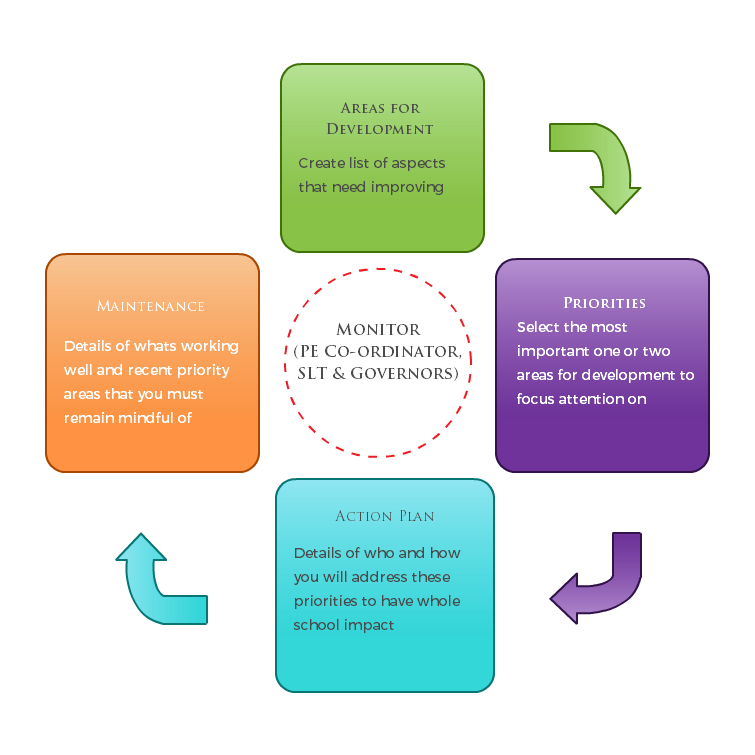 Areas for
Development
Create list of aspects
that need improving
Priorities
Select the most
important one or two
areas for development to
focus attention on
Action Plan
Details of who and how
you will address these
priorities to have whole
school impact
Maintenance
Details of whats working
well and recent priority
areas that you must
remain mindful of
Monitor
(PE Co-ordinator,
SLT & Governors)